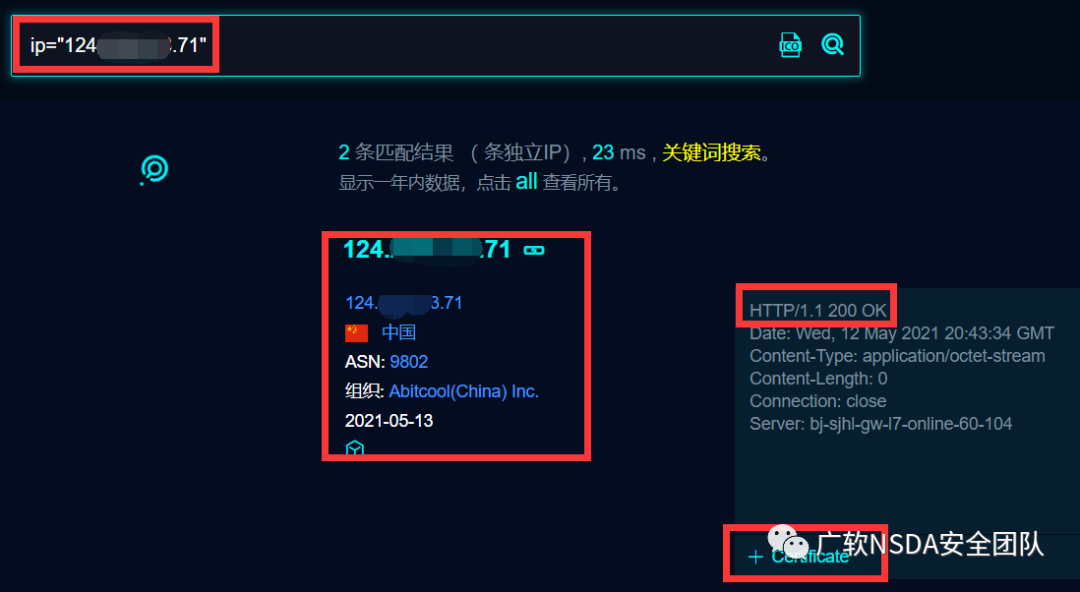 ip="124 .71"
ICO
2 条匹配结果 （ 条独立IP）, 23 ms , 关键词搜索。
显示一年内数据，点击 all 查看所有。
124. .71
124. 3.71
中国
ASN: 9802
组织: Abitcool(China) Inc.
2021-05-13
HTTP/1.1 200 OK
Date: Wed, 12 May 2021 20:43:34 GMT
Content-Type: application/octet-stream
Content-Length: 0
Connection: close
Server: bj-sjhl-gw-l7-online-60-104
+ Certificate
广软NSDA安全团队